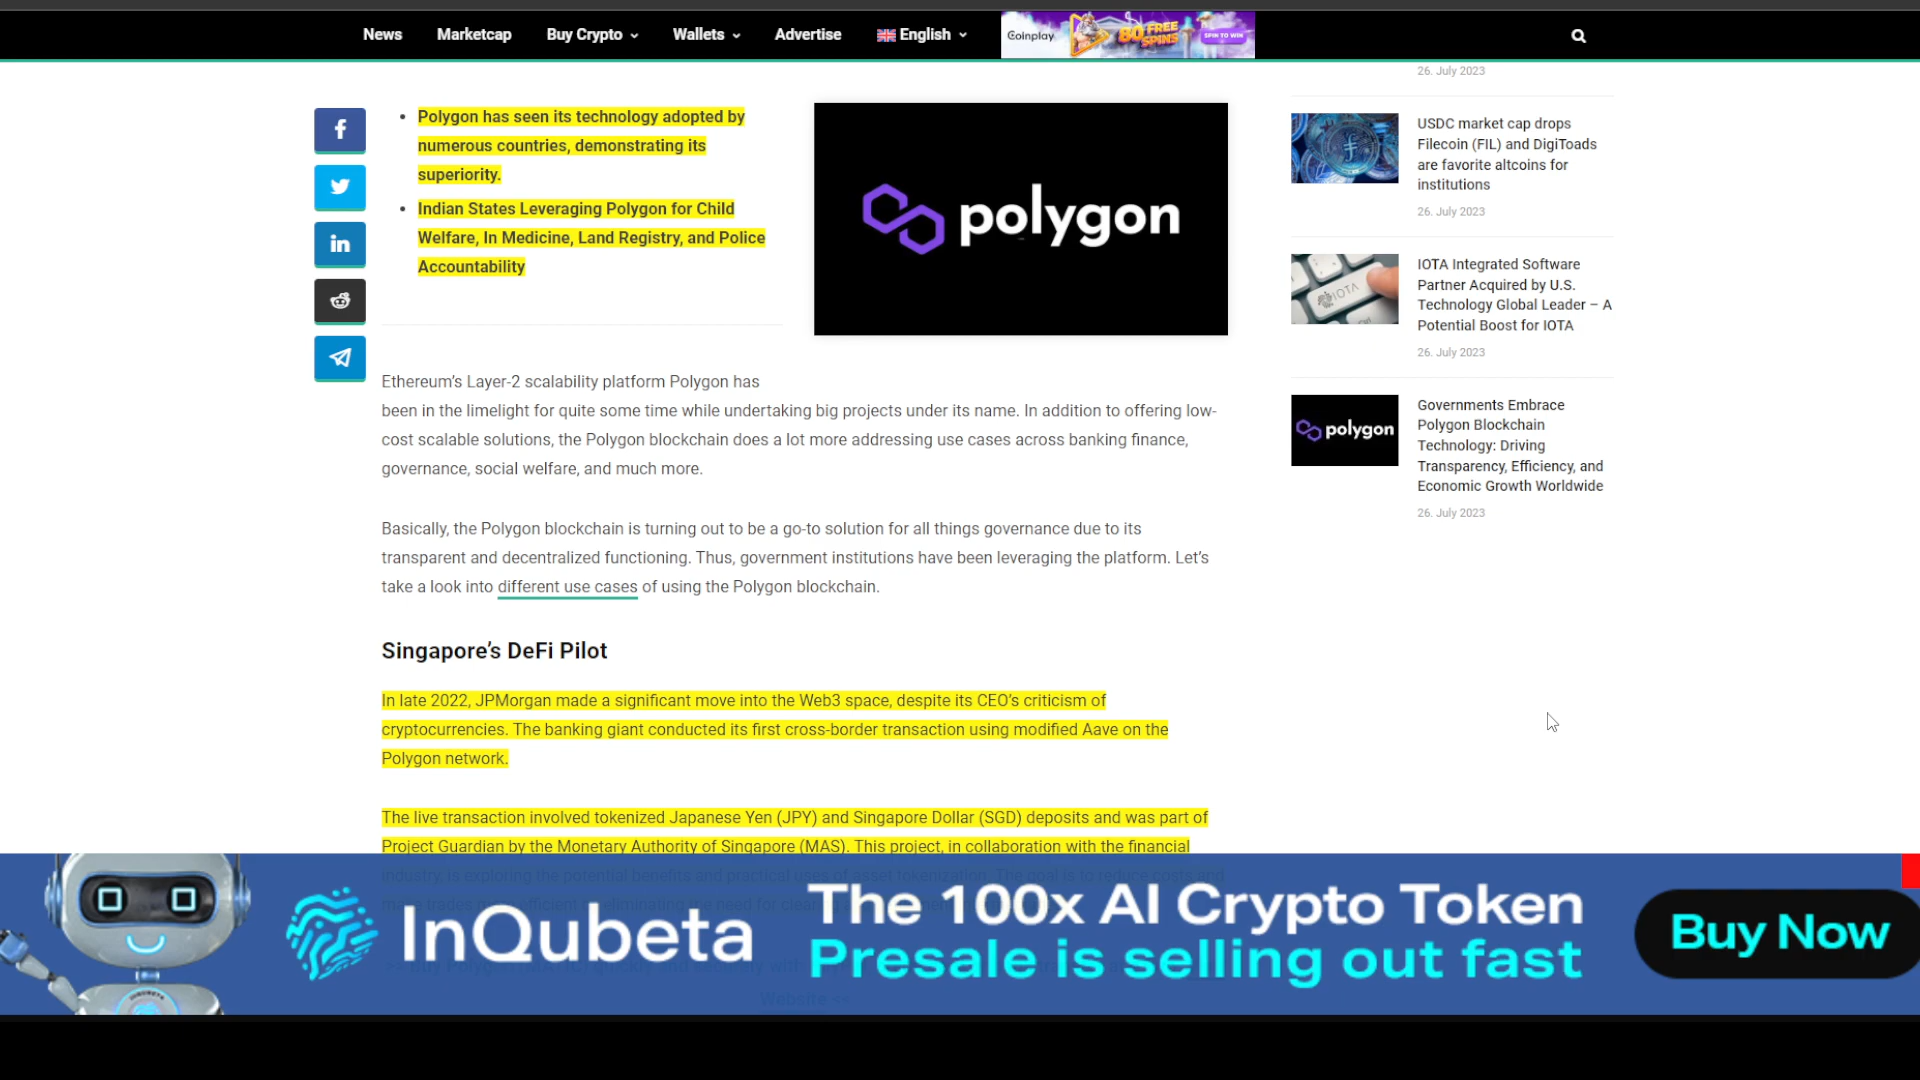 News Marketcap Buy Crypto Wallets Advertise English Coinplay 80 FREE SPINS SPIN TO WIN
26. July 2023
Polygon has seen its technology adopted by
numerous countries, demonstrating its
superiority.
Indian States Leveraging Polygon for Child
Welfare, In Medicine, Land Registry, and Police
Accountability
polygon
USDC market cap drops
Filecoin (FIL) and DigiToads
are favorite altcoins for
institutions
26. July 2023
IOTA
IOTA Integrated Software
Partner Acquired by U.S.
Technology Global Leader – A
Potential Boost for IOTA
26. July 2023
polygon
Governments Embrace
Polygon Blockchain
Technology: Driving
Transparency, Efficiency, and
Economic Growth Worldwide
26. July 2023
Ethereum’s Layer-2 scalability platform Polygon has
been in the limelight for quite some time while undertaking big projects under its name. In addition to offering low-
cost scalable solutions, the Polygon blockchain does a lot more addressing use cases across banking finance,
governance, social welfare, and much more.
Basically, the Polygon blockchain is turning out to be a go-to solution for all things governance due to its
transparent and decentralized functioning. Thus, government institutions have been leveraging the platform. Let’s
take a look into different use cases of using the Polygon blockchain.
Singapore’s DeFi Pilot
In late 2022, JPMorgan made a significant move into the Web3 space, despite its CEO’s criticism of
cryptocurrencies. The banking giant conducted its first cross-border transaction using modified Aave on the
Polygon network.
The live transaction involved tokenized Japanese Yen (JPY) and Singapore Dollar (SGD) deposits and was part of
Project Guardian by the Monetary Authority of Singapore (MAS). This project, in collaboration with the financial
industry, is exploring the potential benefits and practical uses of asset tokenization. The goal is to reduce costs and
InQubeta
The 100x AI Crypto Token
Presale is selling out fast
Buy Now
Website <<